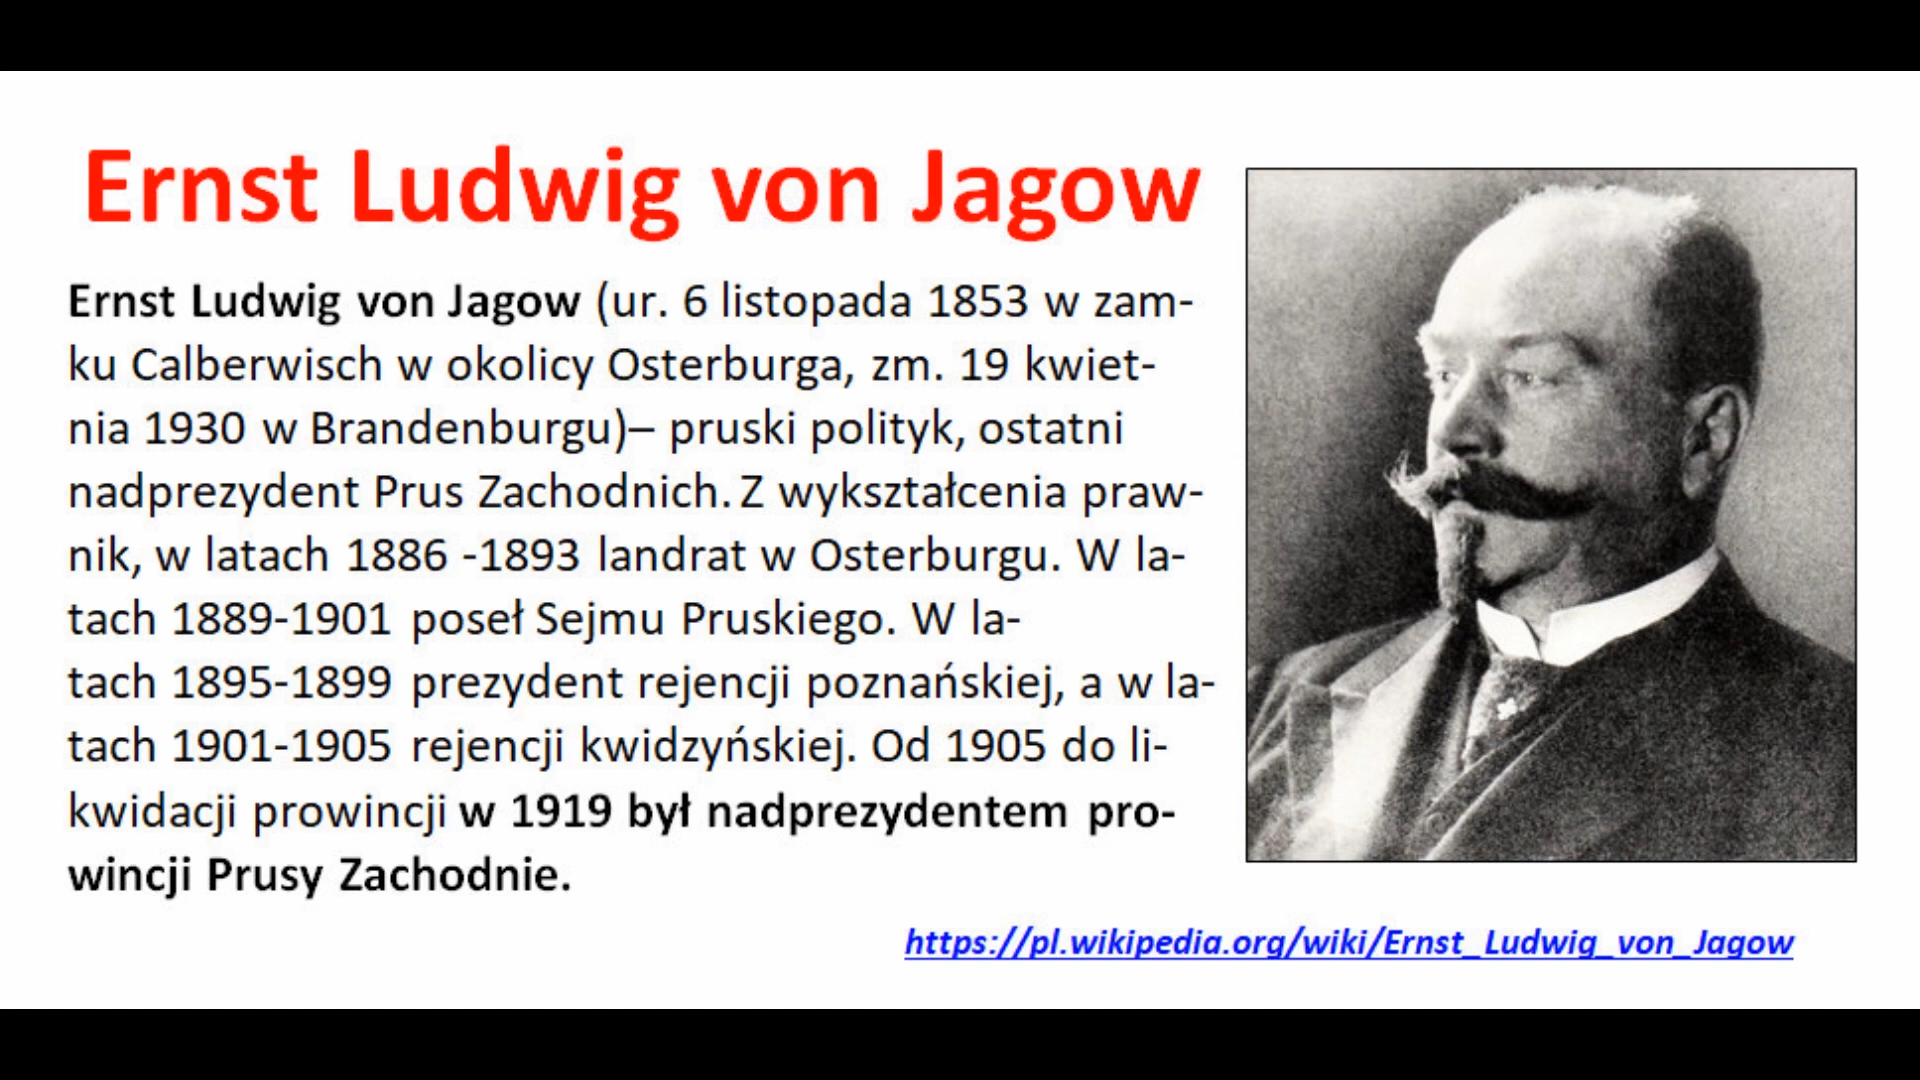 Ernst Ludwig von Jagow
Ernst Ludwig von Jagow (ur. 6 listopada 1853 w zam-
ku Calberwisch w okolicy Osterburga, zm. 19 kwiet-
nia 1930 w Brandenburgu)– pruski polityk, ostatni
nadprezydent Prus Zachodnich. Z wykształcenia praw-
nik, w latach 1886 -1893 landrat w Osterburgu. W la-
tach 1889-1901 poseł Sejmu Pruskiego. W la-
tach 1895-1899 prezydent rejencji poznańskiej, a w la-
tach 1901-1905 rejencji kwidzyńskiej. Od 1905 do li-
kwidacji prowincji w 1919 był nadprezydentem pro-
wincji Prusy Zachodnie.
https://pl.wikipedia.org/wiki/Ernst_Ludwig_von_Jagow